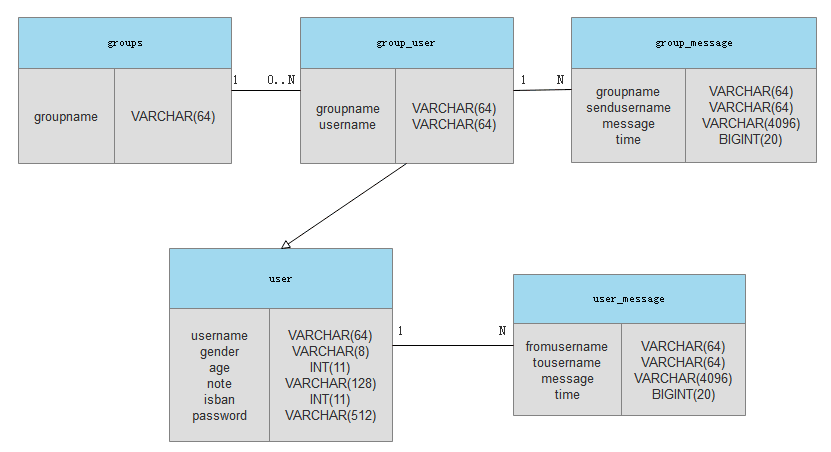 groups
groupname VARCHAR(64)
1 0..N
group_user
groupname VARCHAR(64)
username VARCHAR(64)
1 N
group_message
groupname VARCHAR(64)
sendusername VARCHAR(64)
message VARCHAR(4096)
time BIGINT(20)
user
username VARCHAR(64)
gender VARCHAR(8)
age INT(11)
note VARCHAR(128)
isban INT(11)
password VARCHAR(512)
1 N
user_message
fromusername VARCHAR(64)
tousername VARCHAR(64)
message VARCHAR(4096)
time BIGINT(20)